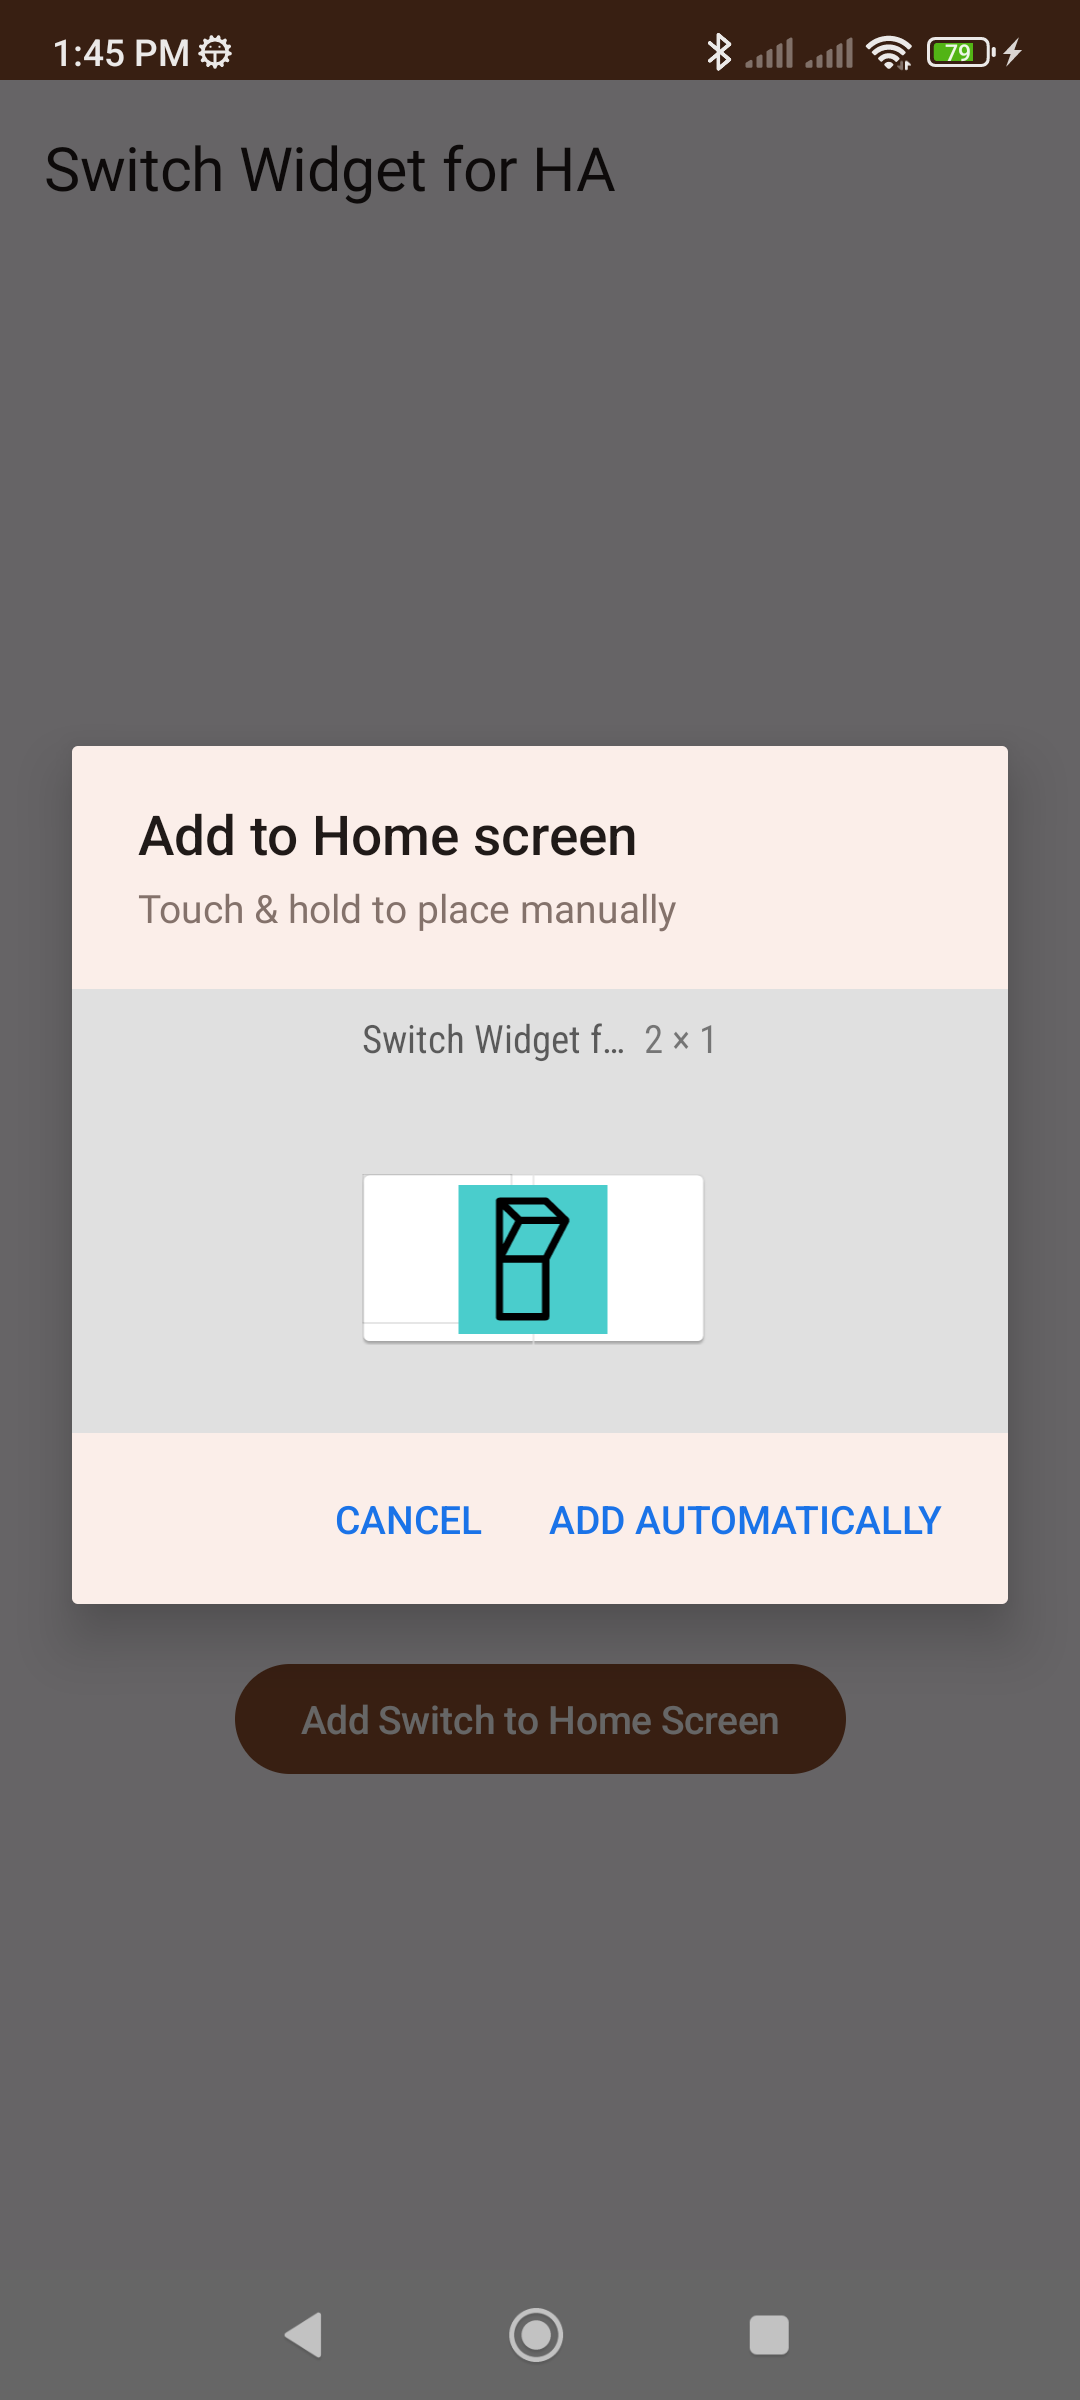 1:45 PM
79
Switch Widget for HA
Add to Home screen
Touch & hold to place manually
Switch Widget f... 2 × 1
CANCEL ADD AUTOMATICALLY
Add Switch to Home Screen